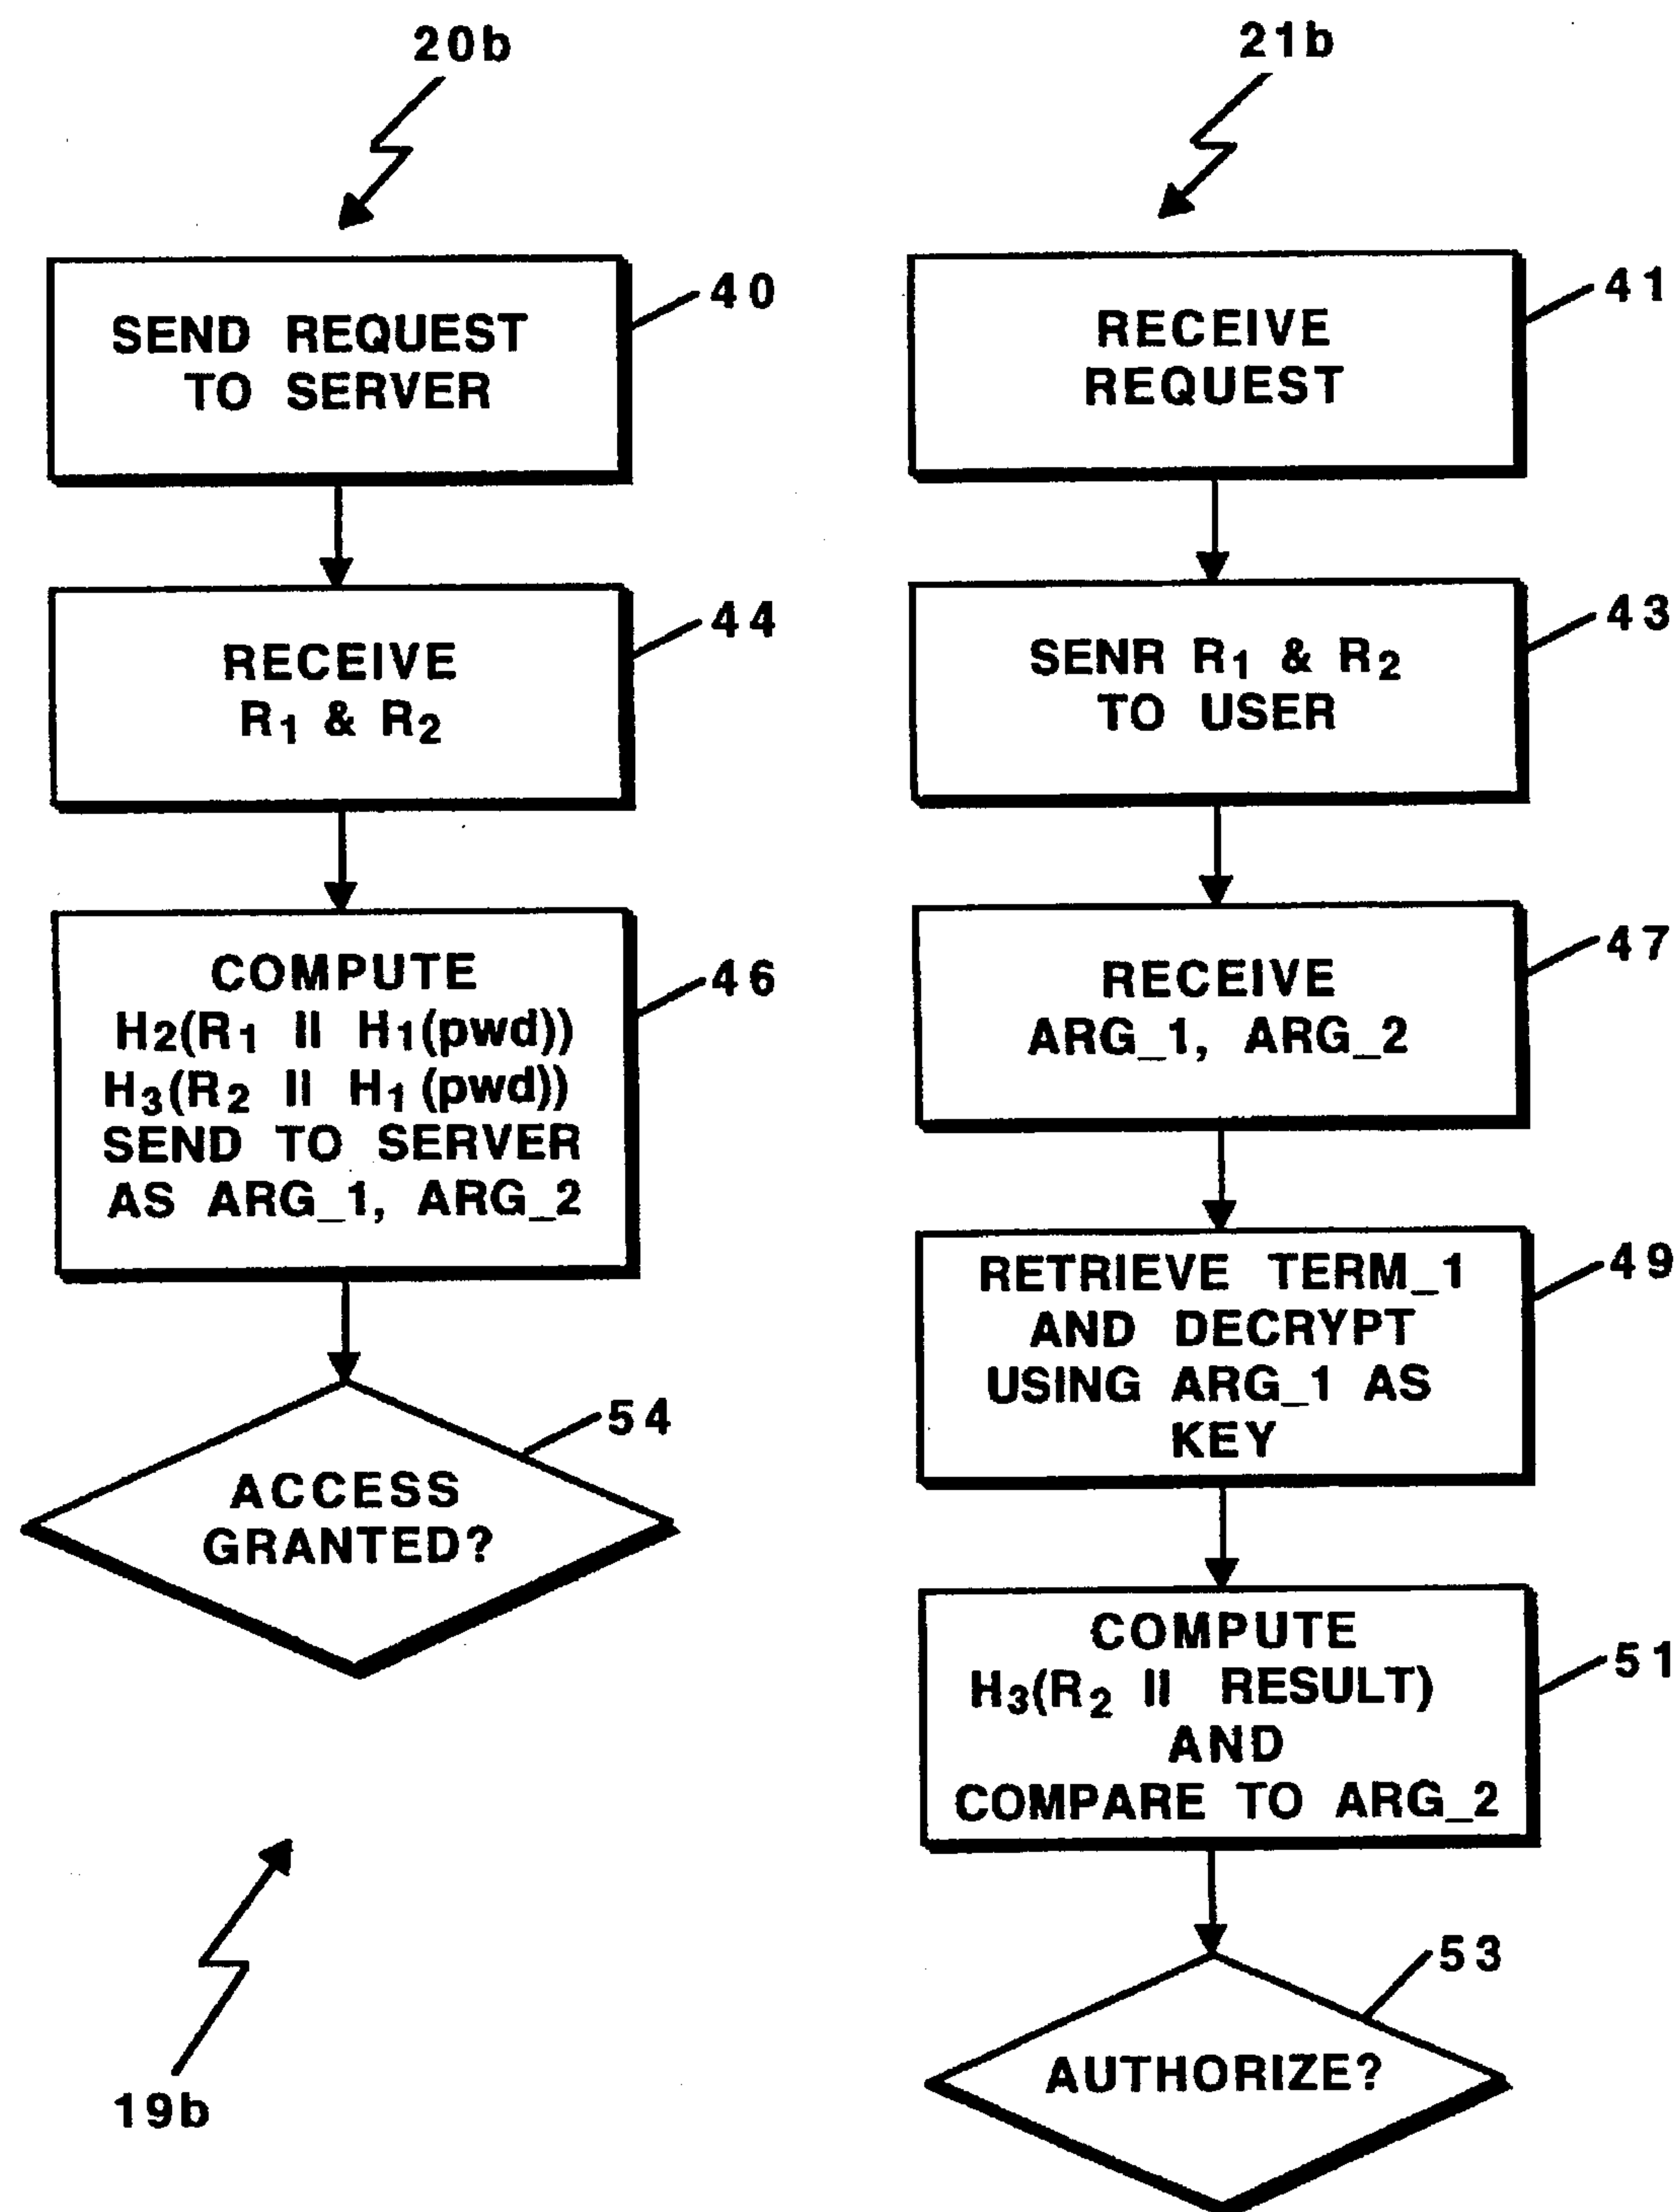 20b
40
SEND REQUEST
TO SERVER
44
RECEIVE
R₁ & R₂
46
COMPUTE
H2(R₁ || H₁(pwd))
H₃(R₂ || H₁(pwd))
SEND TO SERVER
AS ARG_1, ARG_2
54
ACCESS
GRANTED?
19b
21b
41
RECEIVE
REQUEST
43
SENR R₁ & R₂
TO USER
47
RECEIVE
ARG_1, ARG_2
49
RETRIEVE TERM_1
AND DECRYPT
USING ARG_1 AS
KEY
51
COMPUTE
H₃(R₂ || RESULT)
AND
COMPARE TO ARG_2
53
AUTHORIZE?